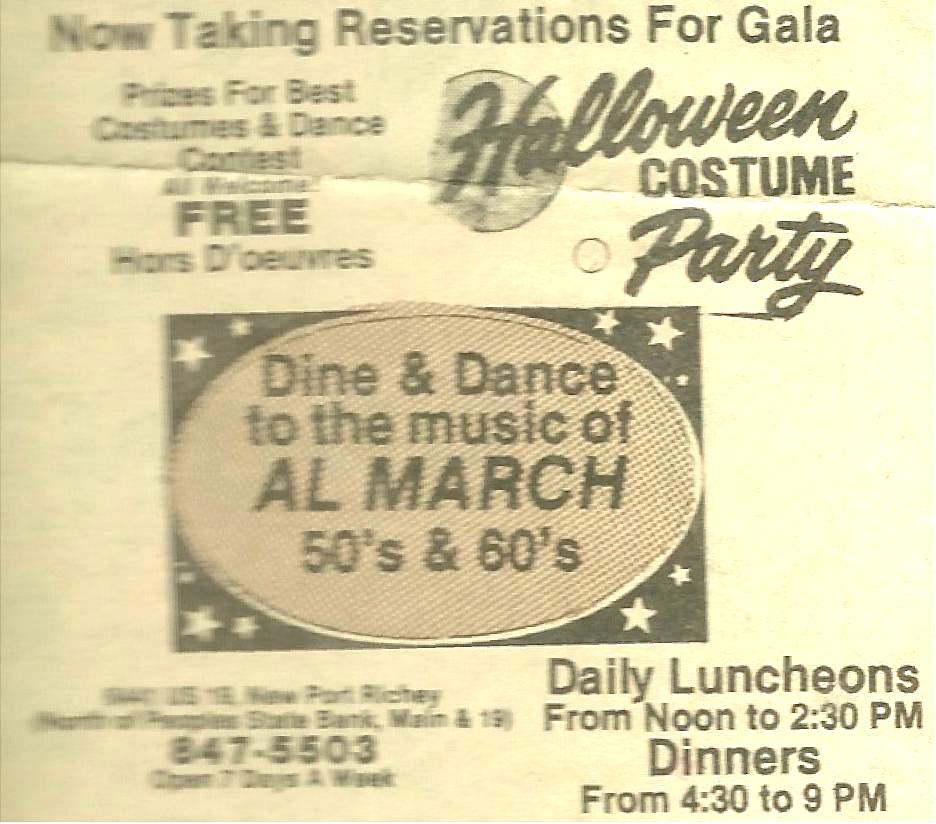 Now Taking Reservations For Gala
Prizes For Best
Costumes & Dance
Contest
All Welcome!
FREE
Hors D'oeuvres
Halloween
COSTUME
Party
Dine & Dance
to the music of
AL MARCH
50's & 60's
US 19, New Port Richey
(North of Peoples State Bank, Main & 19)
847-5503
Open 7 Days A Week
Daily Luncheons
From Noon to 2:30 PM
Dinners
From 4:30 to 9 PM